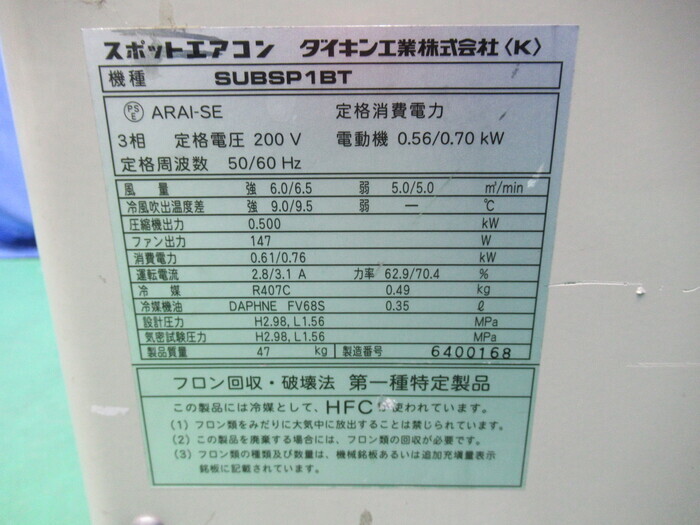 スポットエアコン ダイキン工業株式会社〈K〉
機種 SUBSP1BT
PS
E ARAI-SE 定格消費電力
3相 定格電圧 200 V 電動機 0.56/0.70 kW
定格周波数 50/60 Hz
風量 強 6.0/6.5 弱 5.0/5.0 m³/min
冷風吹出温度差 強 9.0/9.5 弱 — ℃
圧縮機出力 0.500 kW
ファン出力 147 W
消費電力 0.61/0.76 kW
運転電流 2.8/3.1 A 力率 62.9/70.4 %
冷媒 R407C 0.49 kg
冷媒機油 DAPHNE FV68S 0.35 ℓ
設計圧力 H2.98, L1.56 MPa
気密試験圧力 H2.98, L1.56 MPa
製品質量 47 kg 製造番号 6400168
フロン回収・破壊法 第一種特定製品
この製品には冷媒として、HFC 使われています。
(1) フロン類をみだりに大気中に放出することは禁じられています。
(2) この製品を廃棄する場合には、フロン類の回収が必要です。
(3) フロン類の種類及び数量は、機械銘板あるいは追加充填量表示
銘板に記載されています。